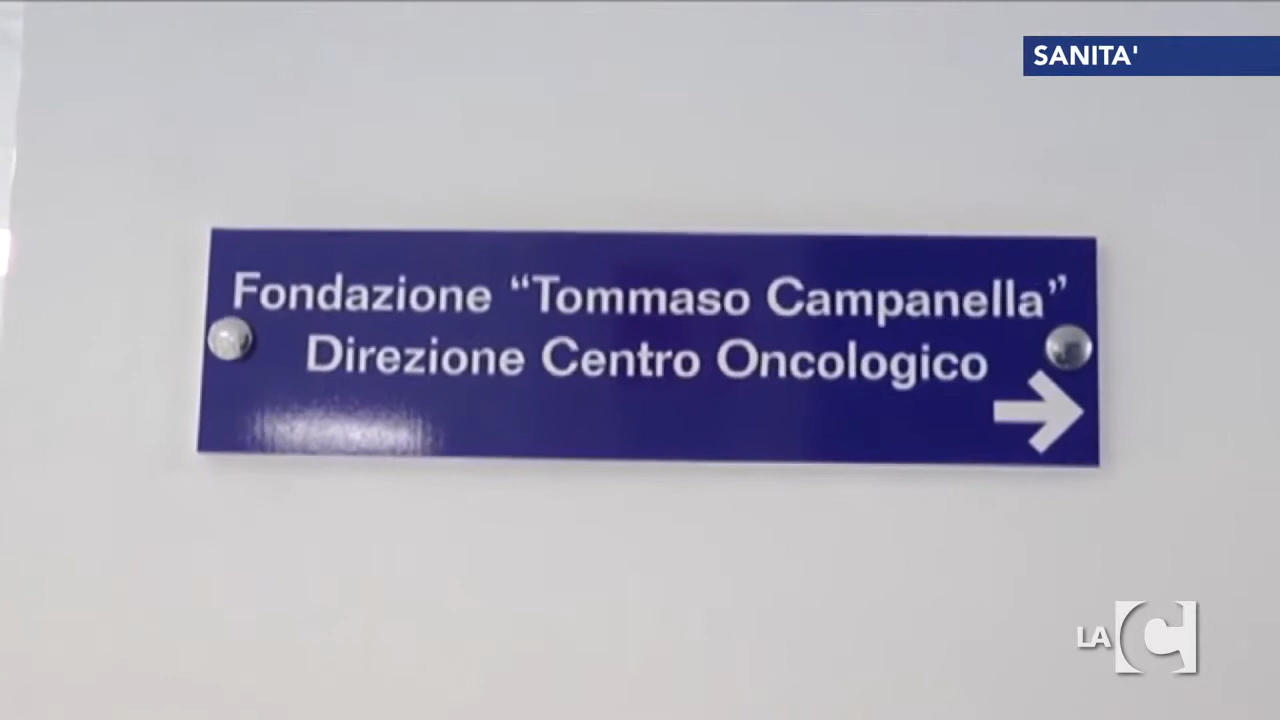 SANITA'
Fondazione “Tommaso Campanella”
Direzione Centro Oncologico
LA C